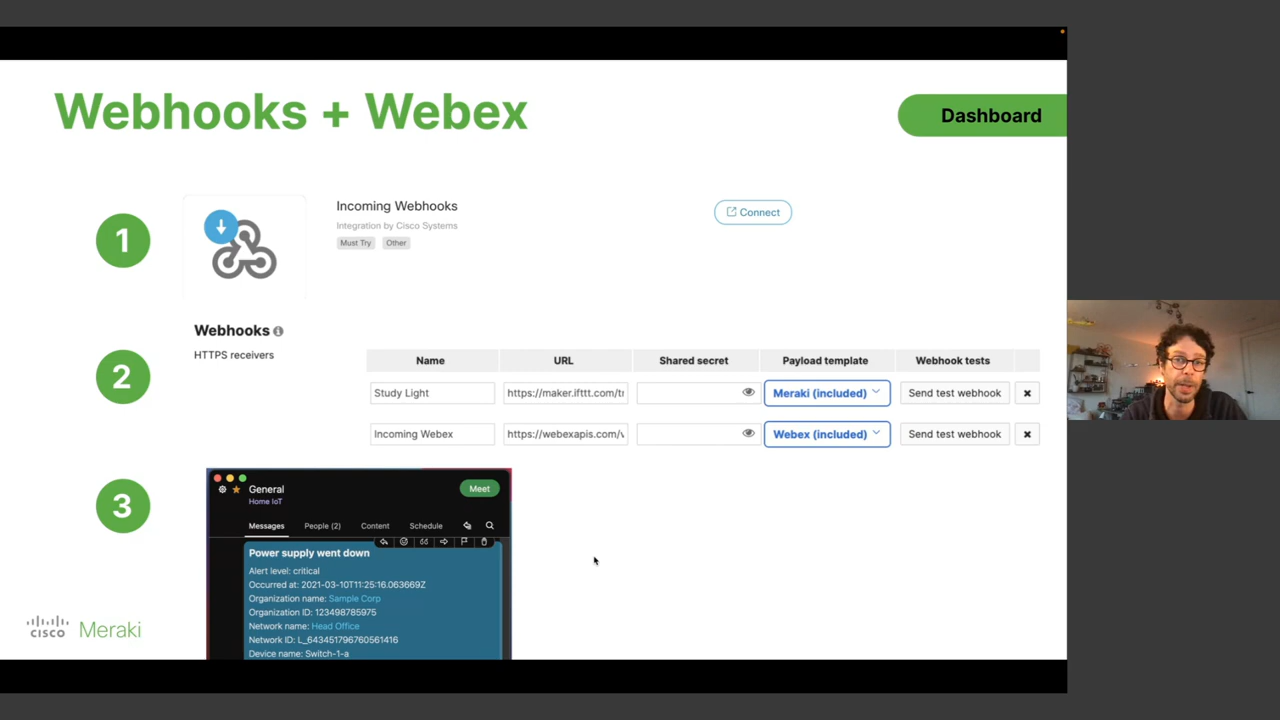 Webhooks + Webex
Dashboard
1
Incoming Webhooks
Integration by Cisco Systems
Must Try Other
Connect
Webhooks
HTTPS receivers
2
Name URL Shared secret Payload template Webhook tests
Study Light https://maker.ifttt.com/tr Meraki (included) Send test webhook
Incoming Webex https://webexapis.com/v Webex (included) Send test webhook
3
General
Home IoT
Meet
Messages People (2) Content Schedule
Power supply went down
Alert level: critical
Occurred at: 2021-03-10T11:25:16.063669Z
Organization name: Sample Corp
Organization ID: 123498785975
Network name: Head Office
Network ID: L_643451796760561416
Device name: Switch-1-a
cisco Meraki